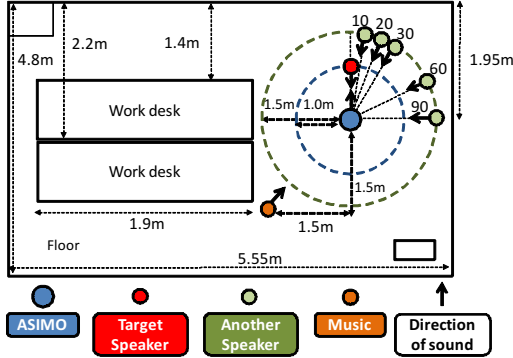 10
20
30
4.8m
2.2m
1.4m
1.95m
60
Work desk
1.5m
1.0m
90
Work desk
1.5m
1.9m
1.5m
Floor
5.55m
ASIMO
Target
Speaker
Another
Speaker
Music
Direction
of sound